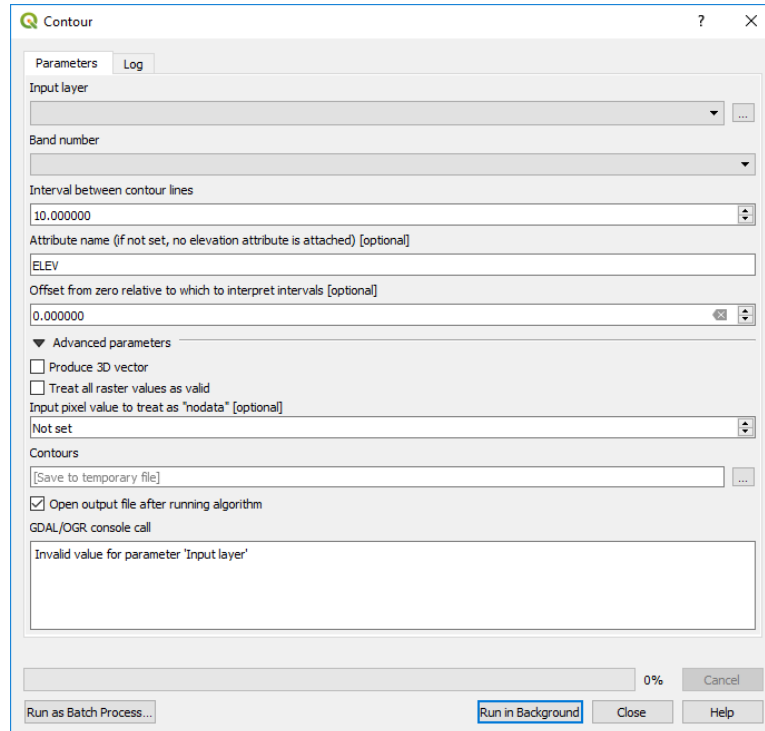 Contour
?
Parameters Log
Input layer
...
Band number
Interval between contour lines
10.000000
Attribute name (if not set, no elevation attribute is attached) [optional]
ELEV
Offset from zero relative to which to interpret intervals [optional]
0.000000
Advanced parameters
Produce 3D vector
Treat all raster values as valid
Input pixel value to treat as "nodata" [optional]
Not set
Contours
[Save to temporary file]
...
Open output file after running algorithm
GDAL/OGR console call
Invalid value for parameter 'Input layer'
0% Cancel
Run as Batch Process... Run in Background Close Help